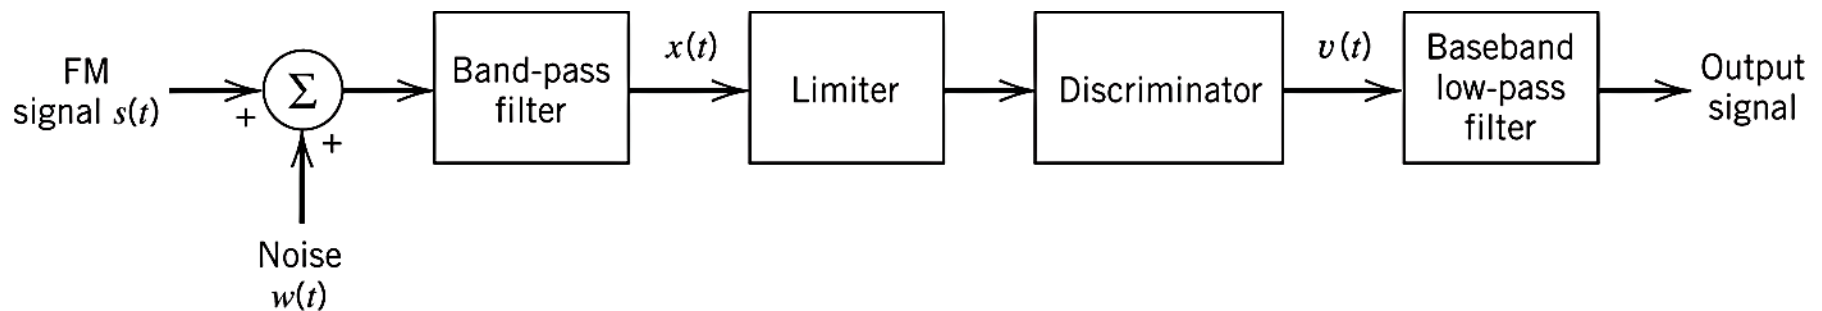 FM
signal s(t)
+
Σ
+
Noise
w(t)
Band-pass
filter
x(t)
Limiter
Discriminator
v(t)
Baseband
low-pass
filter
Output
signal